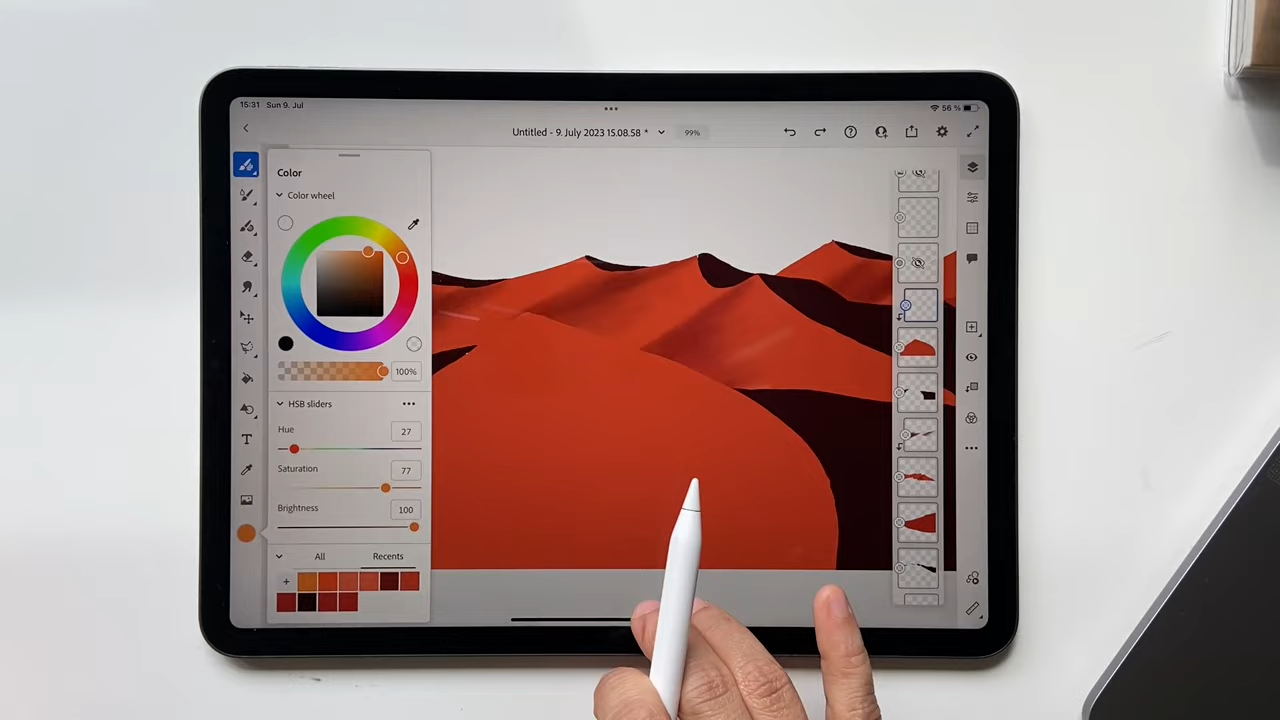 15:31 Sun 9. Jul
56 %
Untitled - 9. July 2023 15.08.58 *
99%
Color
Color wheel
100%
HSB sliders
Hue
27
Saturation
77
Brightness
100
All
Recents
T